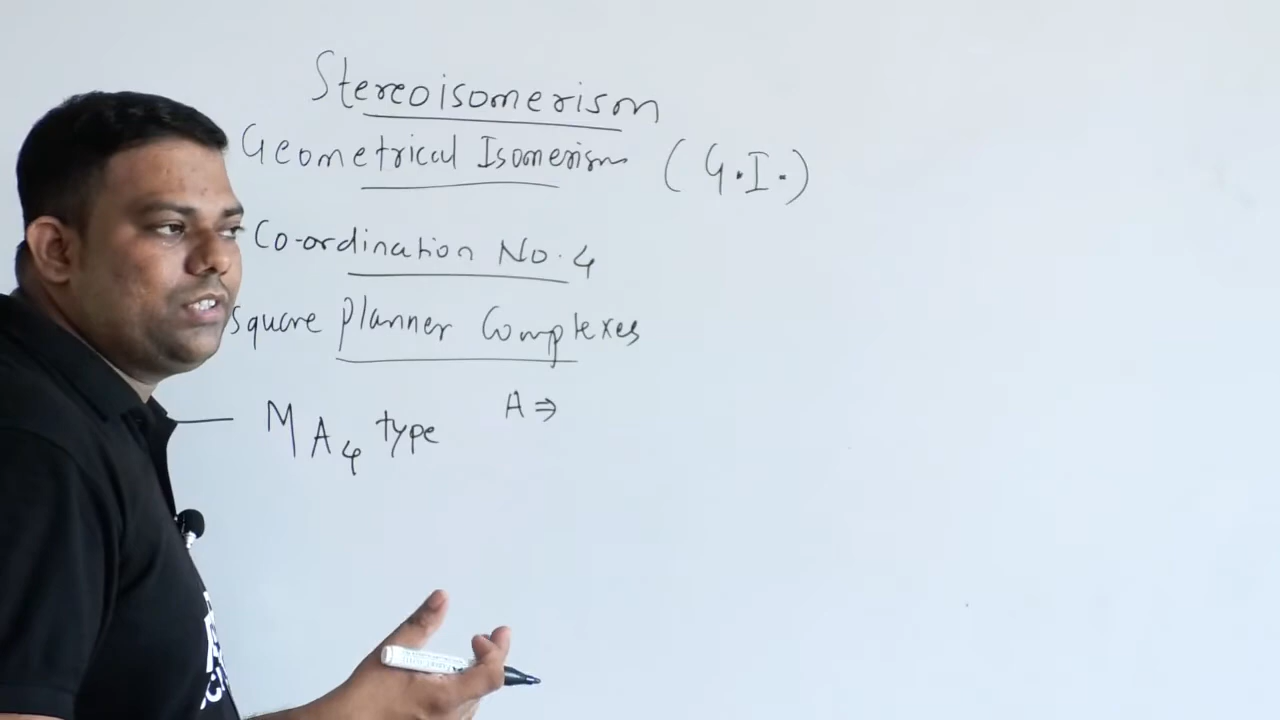 Stereoisomerism
Geometrical Isomerism (G.I.)
Co-ordination No. 4
Square Planner Complexes
MA₄ type A ⇒